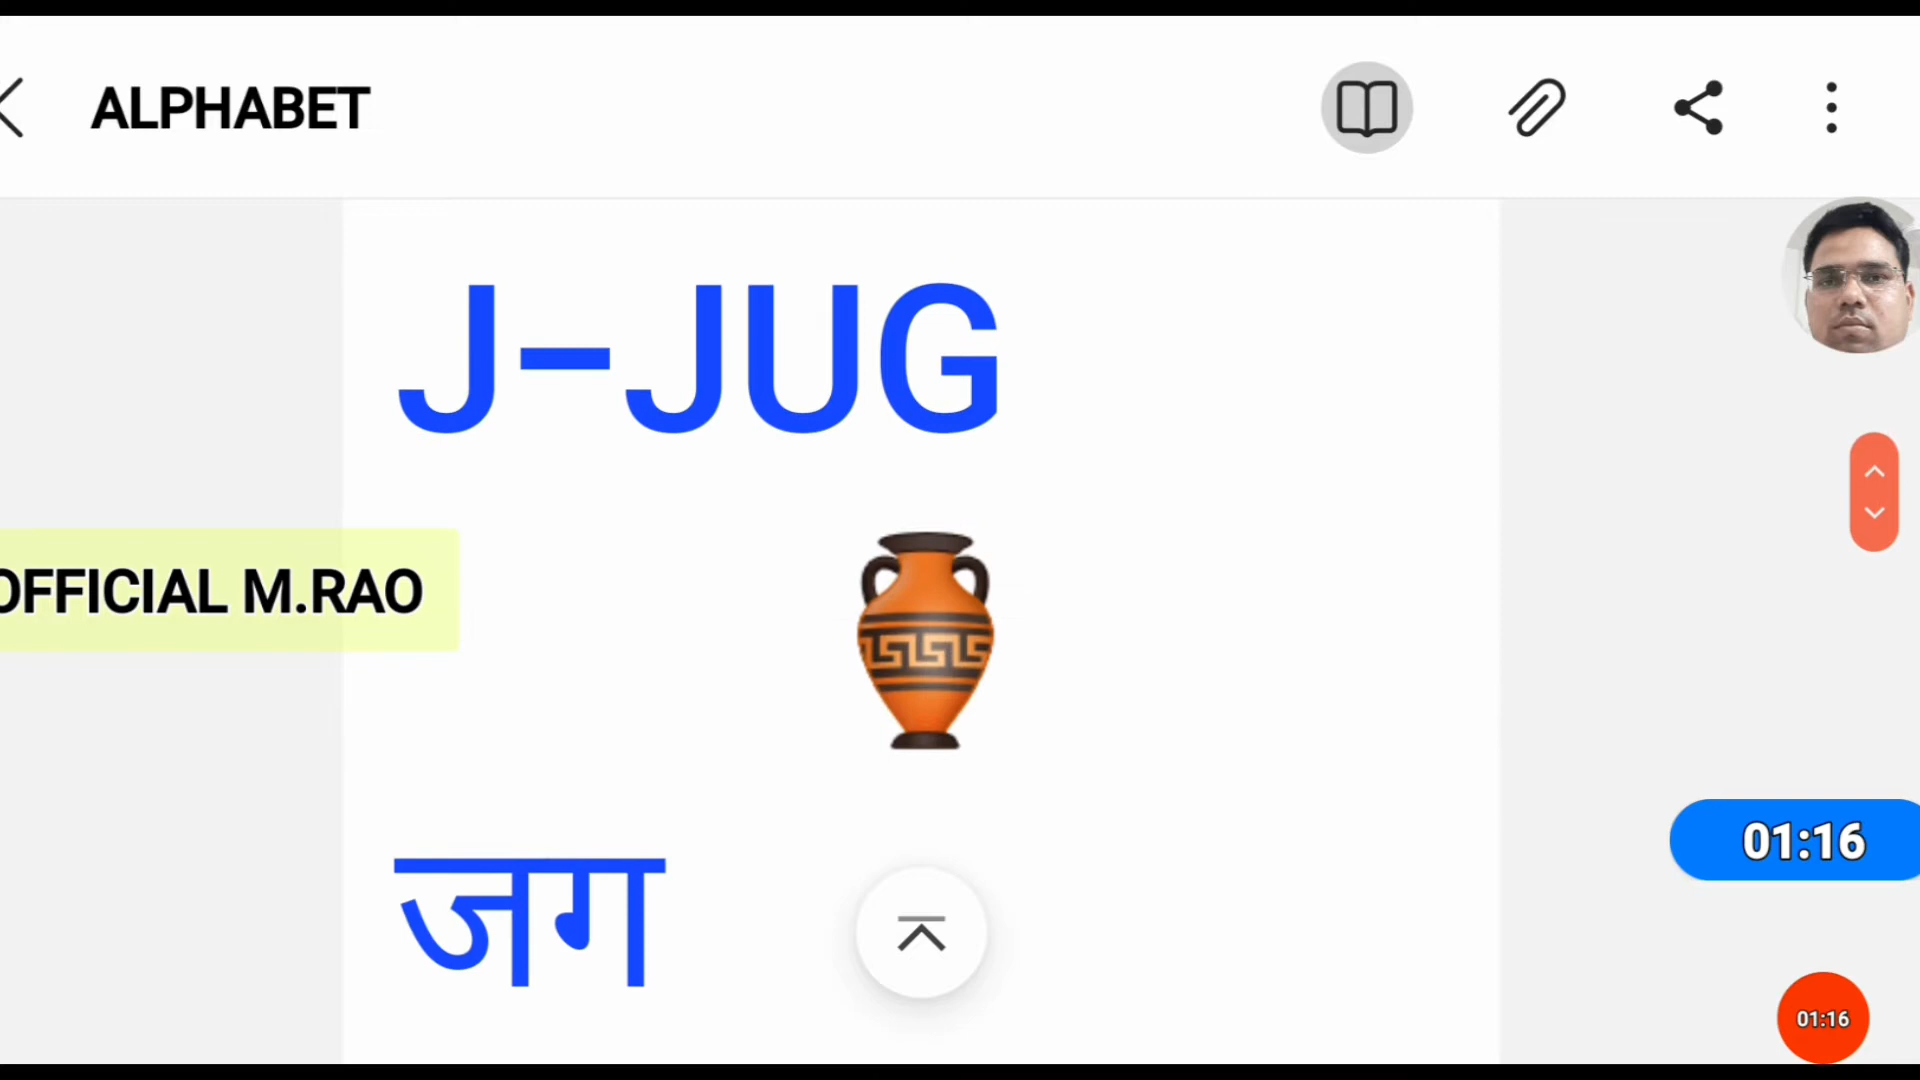 ALPHABET
J-JUG
OFFICIAL M.RAO
01:16
जग
01:16